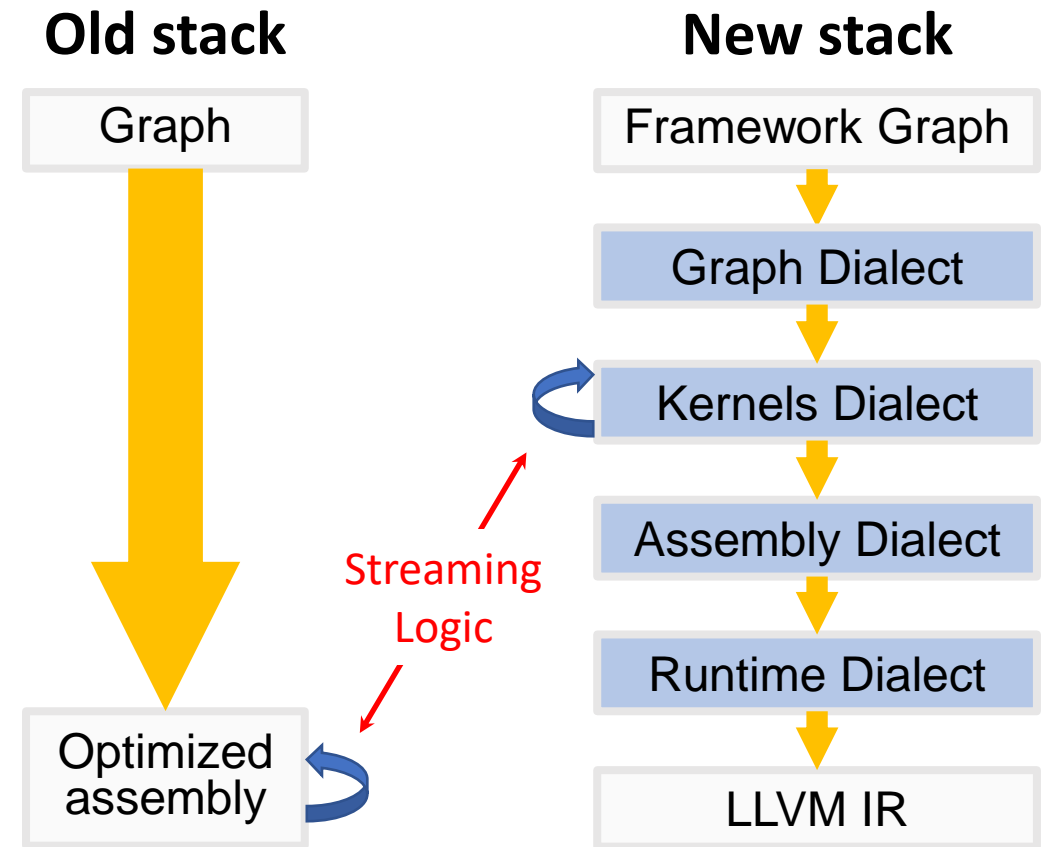 Old stack
Graph
Optimized
assembly
Streaming
Logic
New stack
Framework Graph
Graph Dialect
Kernels Dialect
Assembly Dialect
Runtime Dialect
LLVM IR